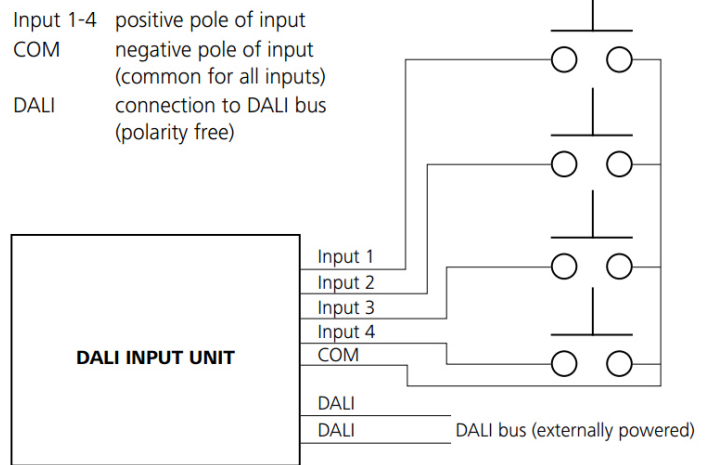 Input 1-4 positive pole of input
COM negative pole of input
(common for all inputs)
DALI connection to DALI bus
(polarity free)
Input 1
Input 2
Input 3
Input 4
COM
DALI INPUT UNIT
DALI
DALI DALI bus (externally powered)